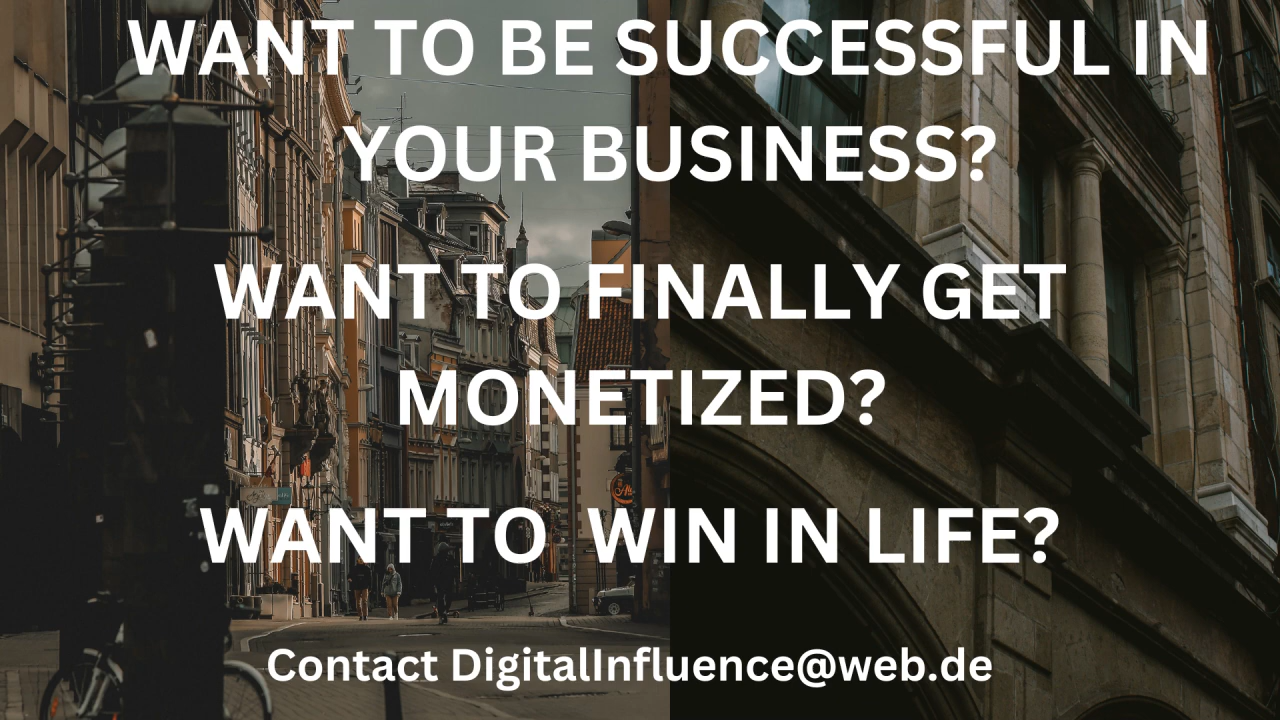 WANT TO BE SUCCESSFUL IN
YOUR BUSINESS?
WANT TO FINALLY GET
MONETIZED?
WANT TO WIN IN LIFE?
Contact DigitalInfluence@web.de